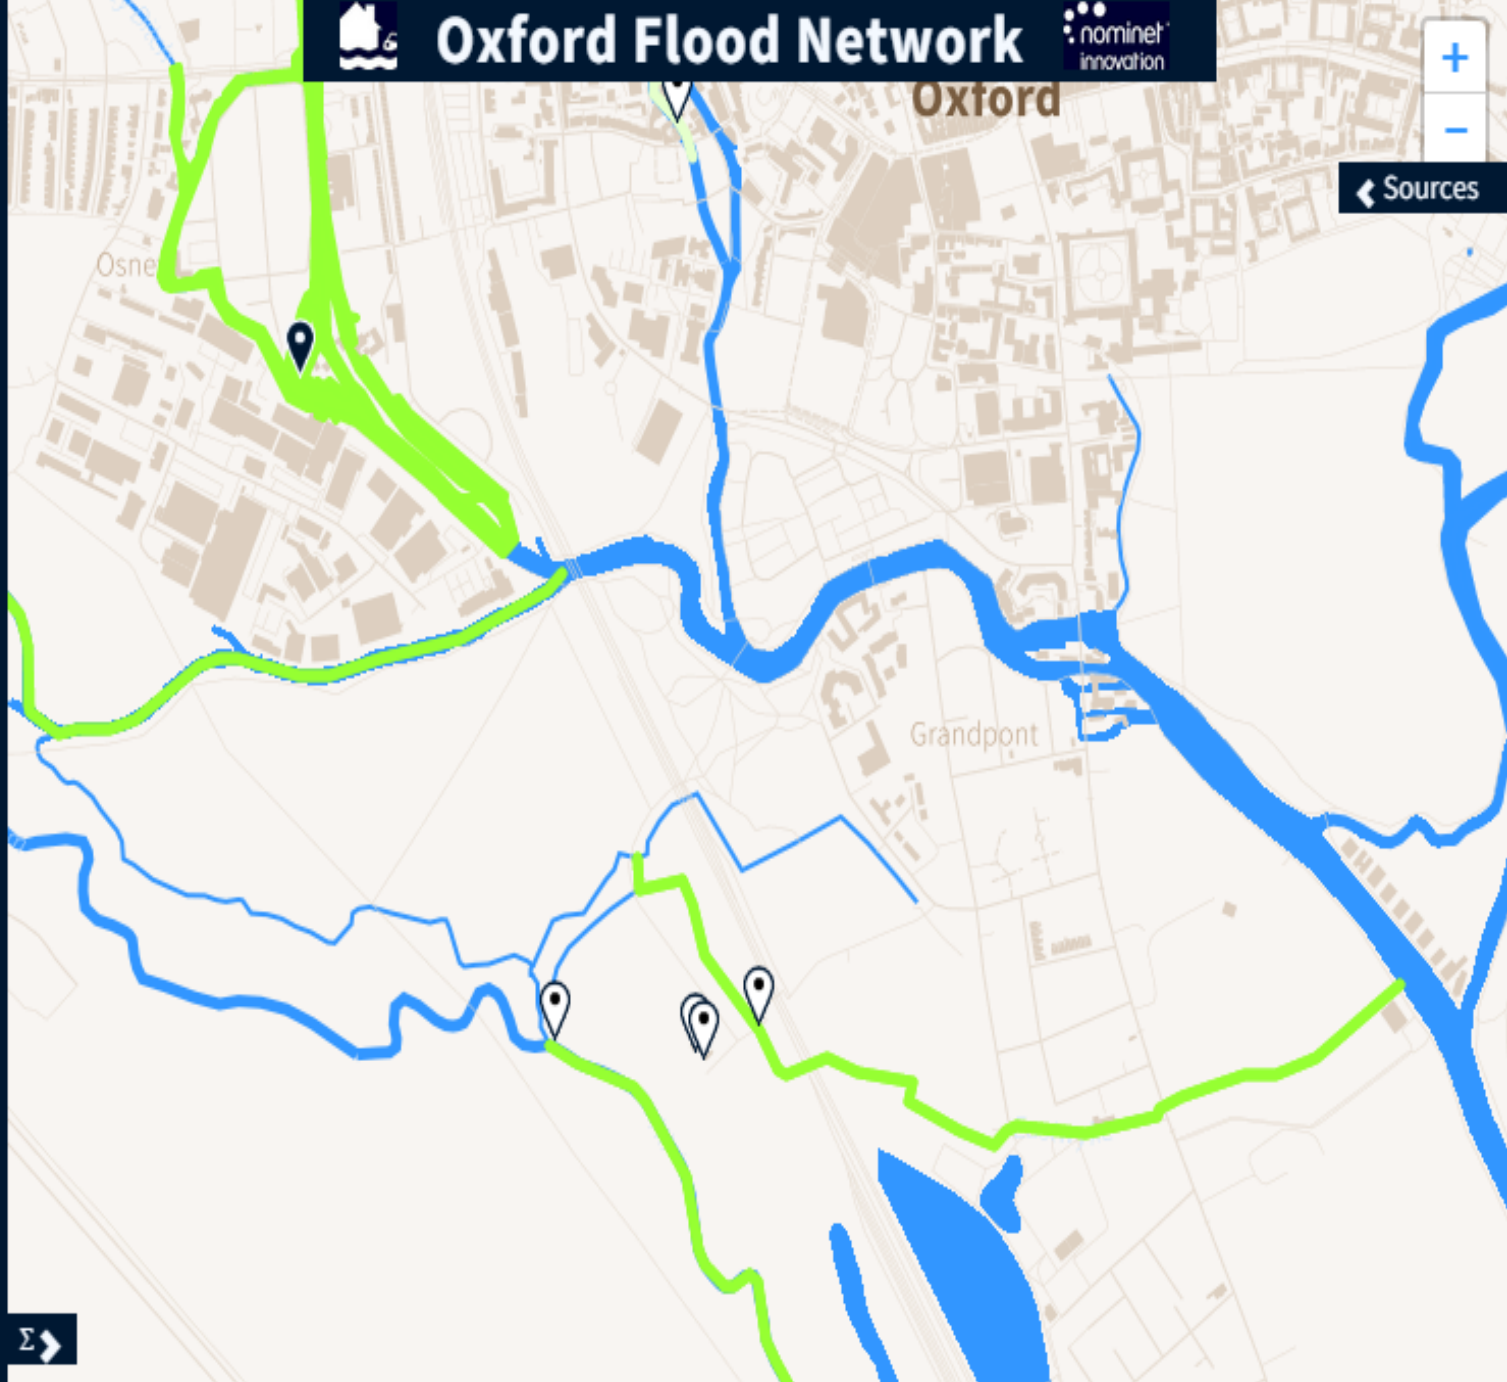 Oxford Flood Network
nominet
innovation
Oxford
+
−
Sources
Osne
Grandpont
Σ